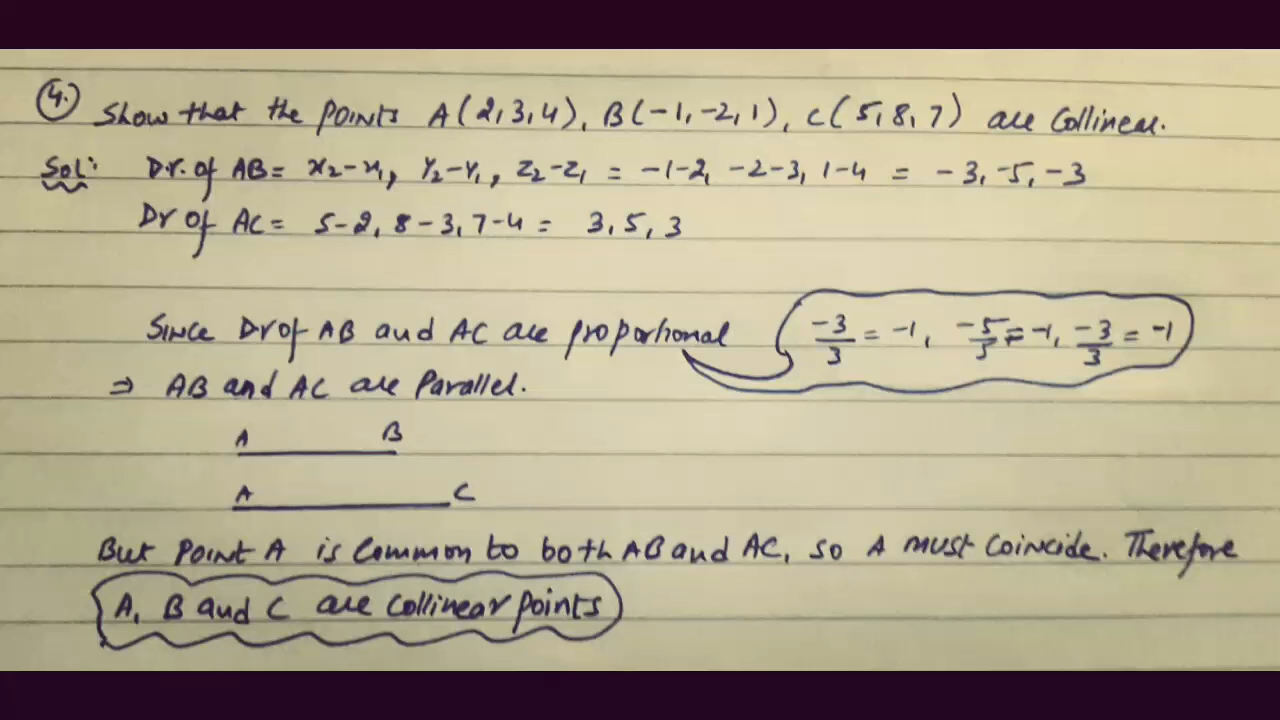 4. Show that the points A(2,3,4), B(-1,-2,1), C(5,8,7) are Collinear.
Sol: Dr. of AB = x₂-x₁, Y₂-Y₁, Z₂-Z₁ = -1-2, -2-3, 1-4 = -3,-5,-3
Dr of AC = 5-2, 8-3, 7-4 = 3,5,3
Since Dr of AB and AC are proportional
-3/3 = -1, -5/5 = -1, -3/3 = -1
⇒ AB and AC are Parallel.
A B
A C
But Point A is Common to both AB and AC, so A must Coincide. Therefore
A, B and C are Collinear points